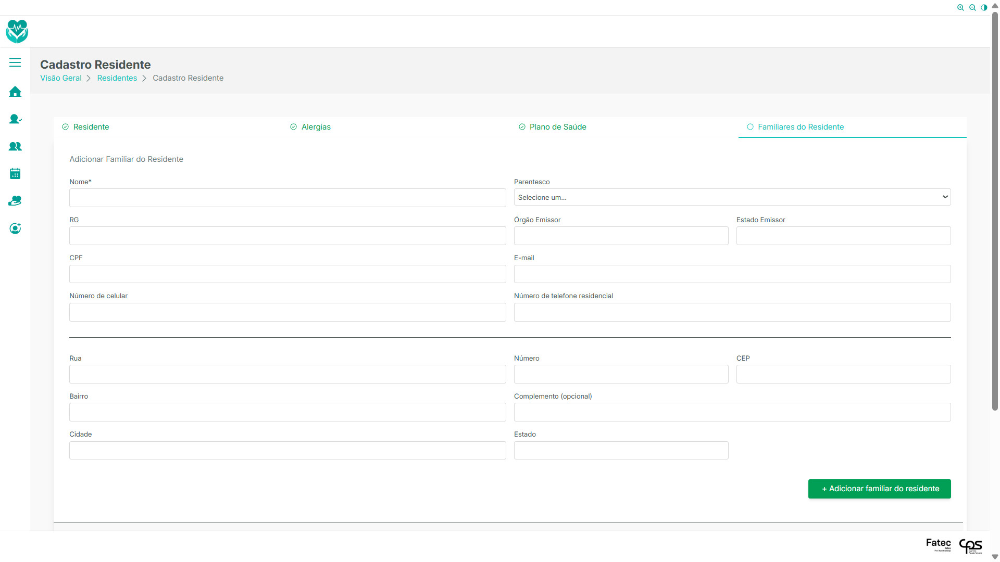 Cadastro Residente
Visão Geral > Residentes > Cadastro Residente
Residente
Alergias
Plano de Saúde
Familiares do Residente
Adicionar Familiar do Residente
Nome*
Parentesco
Selecione um...
RG
Órgão Emissor
Estado Emissor
CPF
E-mail
Número de celular
Número de telefone residencial
Rua
Número
CEP
Bairro
Complemento (opcional)
Cidade
Estado
+ Adicionar familiar do residente
Fatec
cps